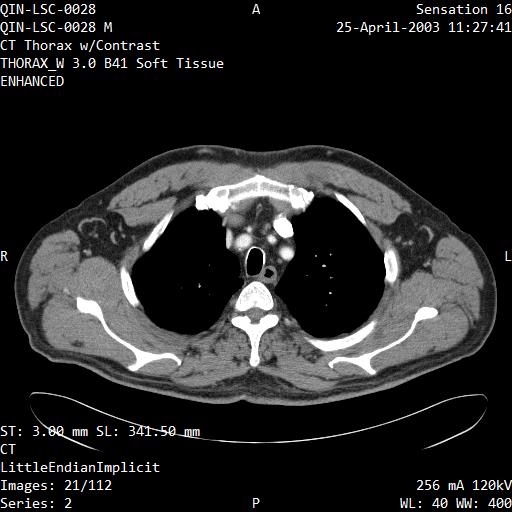 QIN-LSC-0028 A Sensation 16
QIN-LSC-0028 M 25-April-2003 11:27:41
CT Thorax w/Contrast
THORAX_W 3.0 B41 Soft Tissue
ENHANCED
R L
ST: 3.00 mm SL: 341.50 mm
CT
LittleEndianImplicit
Images: 21/112 256 mA 120kV
Series: 2 P WL: 40 WW: 400